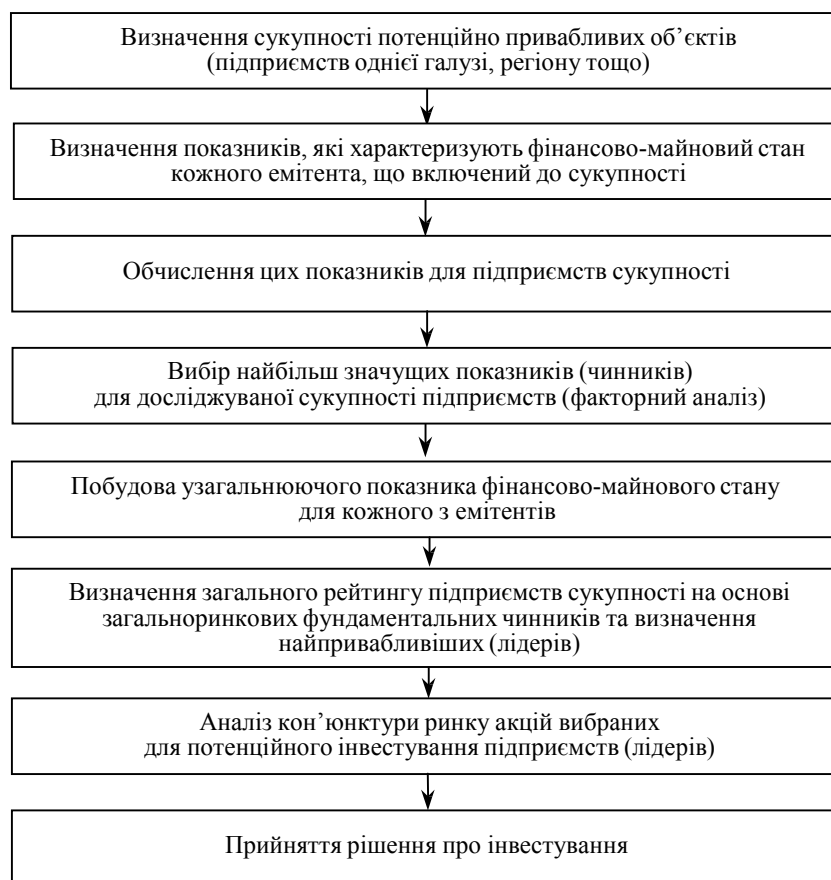 Визначення сукупності потенційно привабливих об’єктів
(підприємств однієї галузі, регіону тощо)
Визначення показників, які характеризують фінансово-майновий стан
кожного емітента, що включений до сукупності
Обчислення цих показників для підприємств сукупності
Вибір найбільш значущих показників (чинників)
для досліджуваної сукупності підприємств (факторний аналіз)
Побудова узагальнюючого показника фінансово-майнового стану
для кожного з емітентів
Визначення загального рейтингу підприємств сукупності на основі
загальноринкових фундаментальних чинників та визначення
найпривабливіших (лідерів)
Аналіз кон’юнктури ринку акцій вибраних
для потенційного інвестування підприємств (лідерів)
Прийняття рішення про інвестування